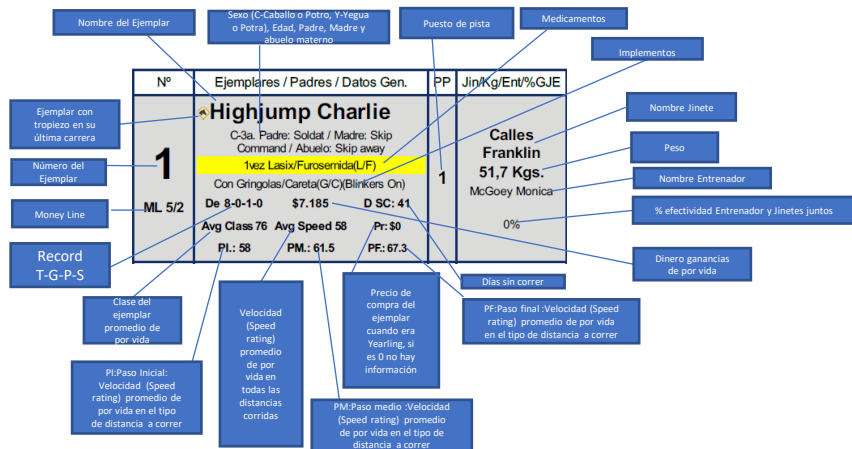 Nombre del Ejemplar
Sexo (C-Caballo o Potro, Y-Yegua
o Potra), Edad, Padre, Madre y
abuelo materno
Puesto de pista
Medicamentos
Implementos
Nº
Ejemplares / Padres / Datos Gen.
PP
Jin/Kg/Ent/%GJE
Ejemplar con
tropiezo en su
última carrera
Número del
Ejemplar
Money Line
1
ML 5/2
Highjump Charlie
C-3a. Padre: Soldat / Madre: Skip
Command / Abuelo: Skip away
1vez Lasix/Furosemida(L/F)
Con Gringolas/Careta(G/C)(Blinkers On)
De 8-0-1-0 $7.185 D SC: 41
Avg Class 76 Avg Speed 58 Pr: $0
PI.: 58 PM.: 61.5 PF.: 67.3
1
Calles
Franklin
51,7 Kgs.
McGoey Monica
0%
Nombre Jinete
Peso
Nombre Entrenador
% efectividad Entrenador y Jinetes juntos
Dinero ganancias
de por vida
Record
T-G-P-S
Clase del
ejemplar
promedio de
por vida
PI:Paso Inicial:
Velocidad (Speed
rating) promedio de
por vida en el tipo de
distancia a correr
Velocidad
(Speed
rating)
promedio
de por
vida en
todas las
distancias
corridas
PM:Paso medio :Velocidad
(Speed rating) promedio
de por vida en el tipo de
distancia a correr
Precio de
compra del
ejemplar
cuando era
Yearling, si
es 0 no hay
información
Días sin correr
PF:Paso final :Velocidad (Speed
rating) promedio de por vida
en el tipo de distancia a correr